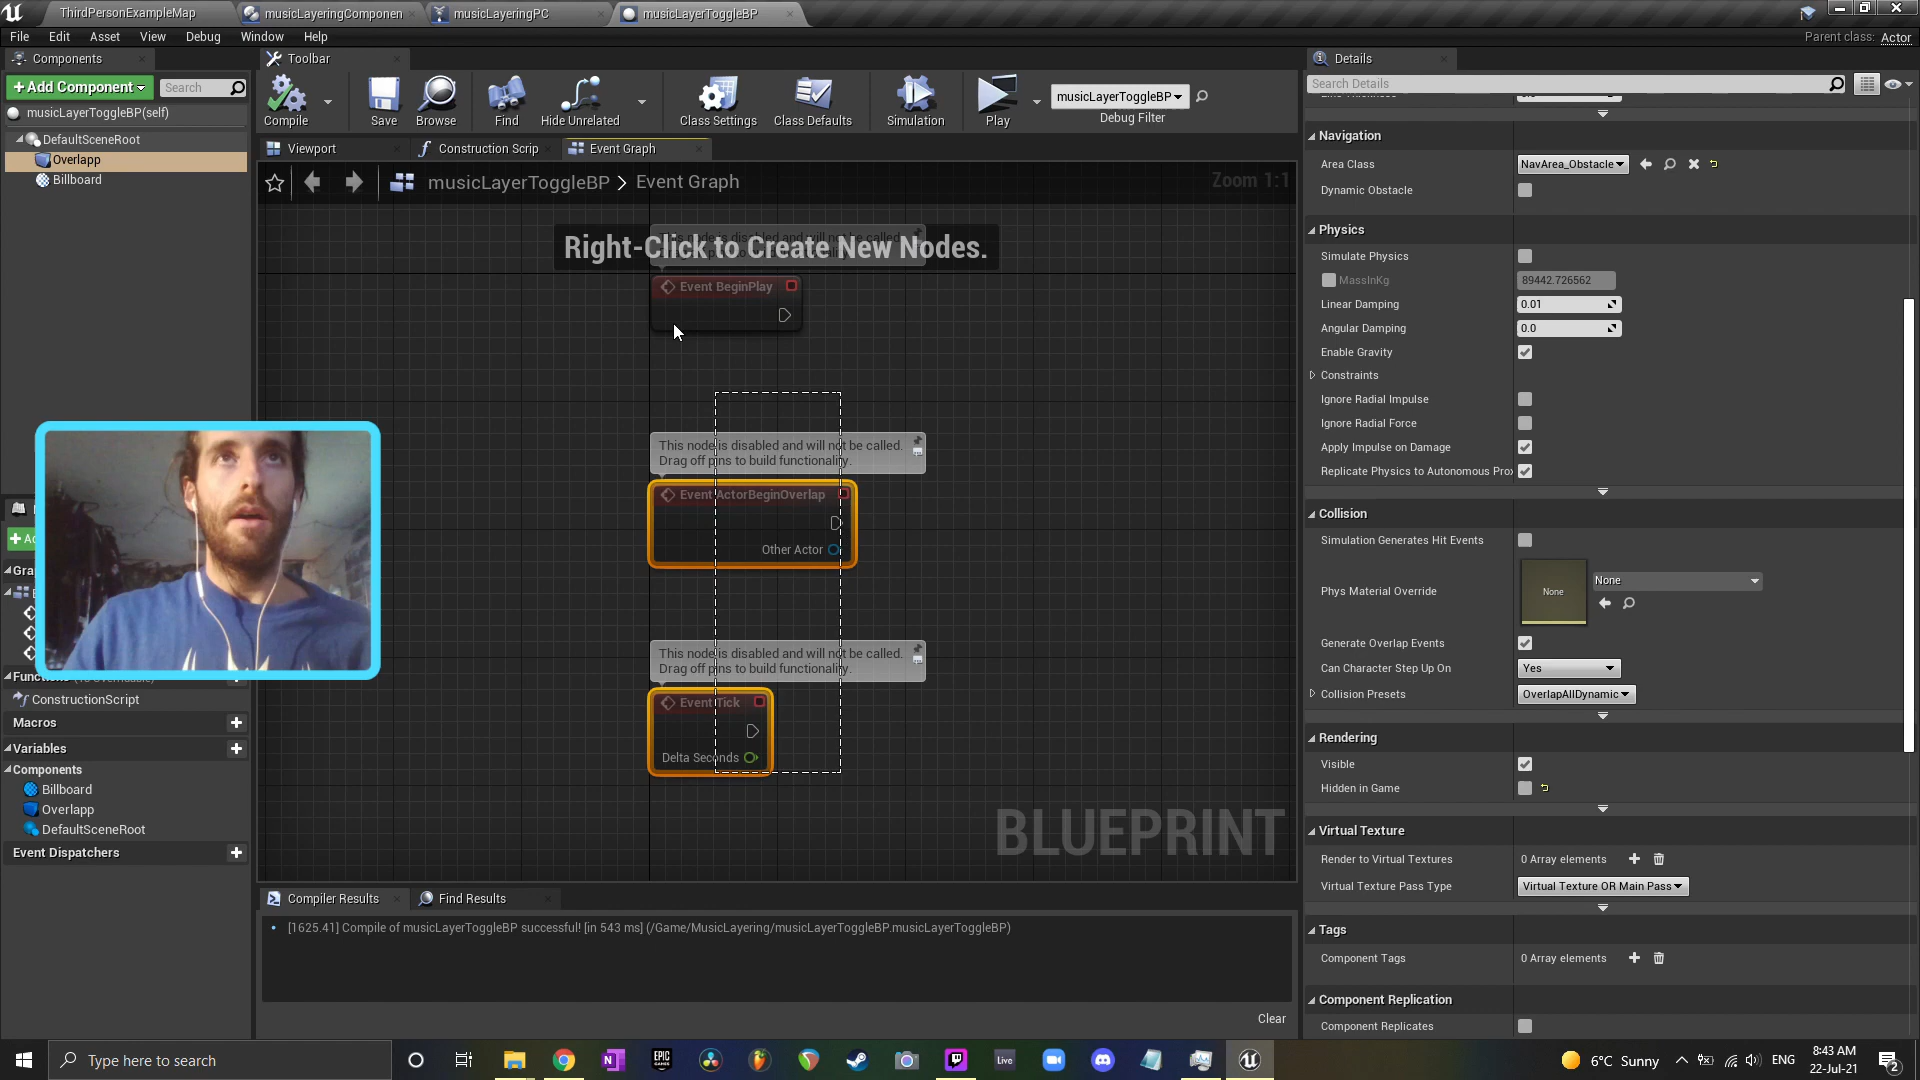 ThirdPersonExampleMap
musicLayeringComponen
musicLayeringPC
musicLayerToggleBP
File Edit Asset View Debug Window Help
Parent class: Actor
Components
Toolbar
Details
+Add Component
Search
musicLayerToggleBP(self)
DefaultSceneRoot
Overlapp
Billboard
Compile
Save
Browse
Find
Hide Unrelated
Class Settings
Class Defaults
Simulation
Play
musicLayerToggleBP
Debug Filter
Search Details
Viewport
Construction Scrip
Event Graph
musicLayerToggleBP > Event Graph
Zoom 1:1
Right-Click to Create New Nodes.
Event BeginPlay
This node is disabled and will not be called.
Drag off pins to build functionality.
Event ActorBeginOverlap
Other Actor
This node is disabled and will not be called.
Drag off pins to build functionality.
Event Tick
Delta Seconds
BLUEPRINT
Navigation
Area Class
NavArea_Obstacle
Dynamic Obstacle
Physics
Simulate Physics
MassInKg
89442.726562
Linear Damping
0.01
Angular Damping
0.0
Enable Gravity
Constraints
Ignore Radial Impulse
Ignore Radial Force
Apply Impulse on Damage
Replicate Physics to Autonomous Pro
Collision
Simulation Generates Hit Events
Phys Material Override
None
None
Generate Overlap Events
Can Character Step Up On
Yes
Collision Presets
OverlapAllDynamic
Rendering
Visible
Hidden in Game
Virtual Texture
Render to Virtual Textures
0 Array elements
Virtual Texture Pass Type
Virtual Texture OR Main Pass
Tags
Component Tags
0 Array elements
Component Replication
Component Replicates
ConstructionScript
Macros
Variables
Components
Billboard
Overlapp
DefaultSceneRoot
Event Dispatchers
Compiler Results
Find Results
[1625.41] Compile of musicLayerToggleBP successful! [in 543 ms] (/Game/MusicLayering/musicLayerToggleBP.musicLayerToggleBP)
Clear
Type here to search
EPIC
Live
6°C Sunny
ENG
8:43 AM
22-Jul-21
2